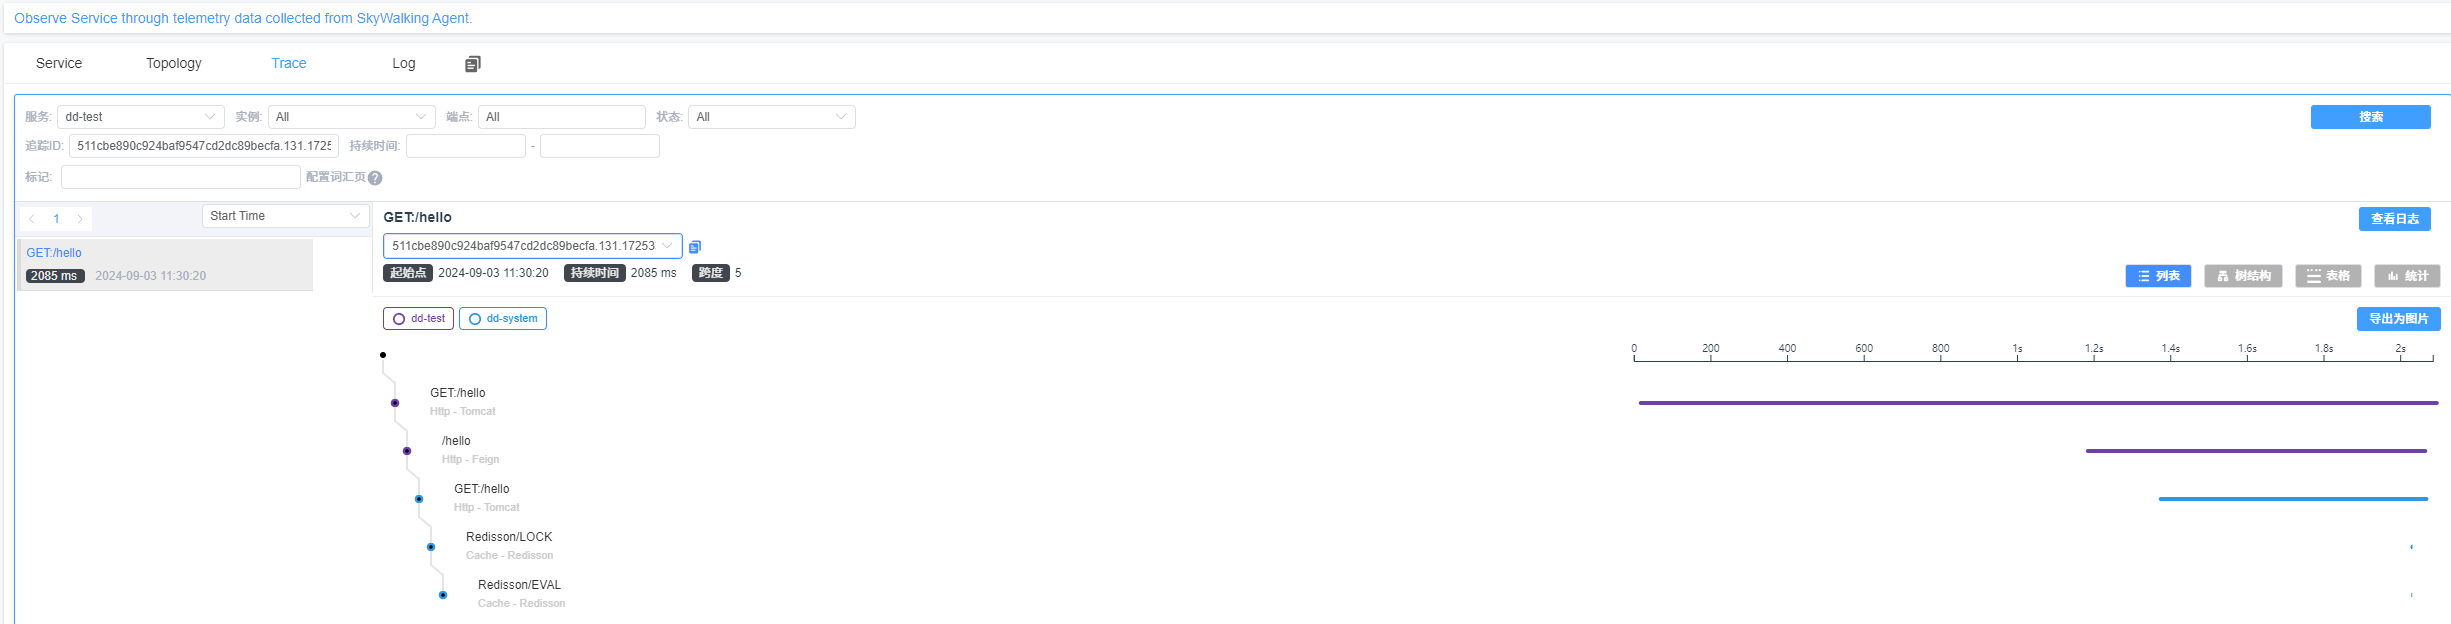 Observe Service through telemetry data collected from SkyWalking Agent.
Service Topology Trace Log
服务: dd-test 实例: All 端点: All 状态: All 搜索
追踪ID: 511cbe890c924baf9547cd2dc89becfa.131.1725 持续时间: -
标记: 配置词汇页 ?
1 Start Time
GET:/hello
2085 ms 2024-09-03 11:30:20
GET:/hello 查看日志
511cbe890c924baf9547cd2dc89becfa.131.17253
起始点 2024-09-03 11:30:20 持续时间 2085 ms 跨度 5
列表 树结构 表格 统计
dd-test dd-system 导出为图片
0 200 400 600 800 1s 1.2s 1.4s 1.6s 1.8s 2s
GET:/hello
Http - Tomcat
/hello
Http - Feign
GET:/hello
Http - Tomcat
Redisson/LOCK
Cache - Redisson
Redisson/EVAL
Cache - Redisson